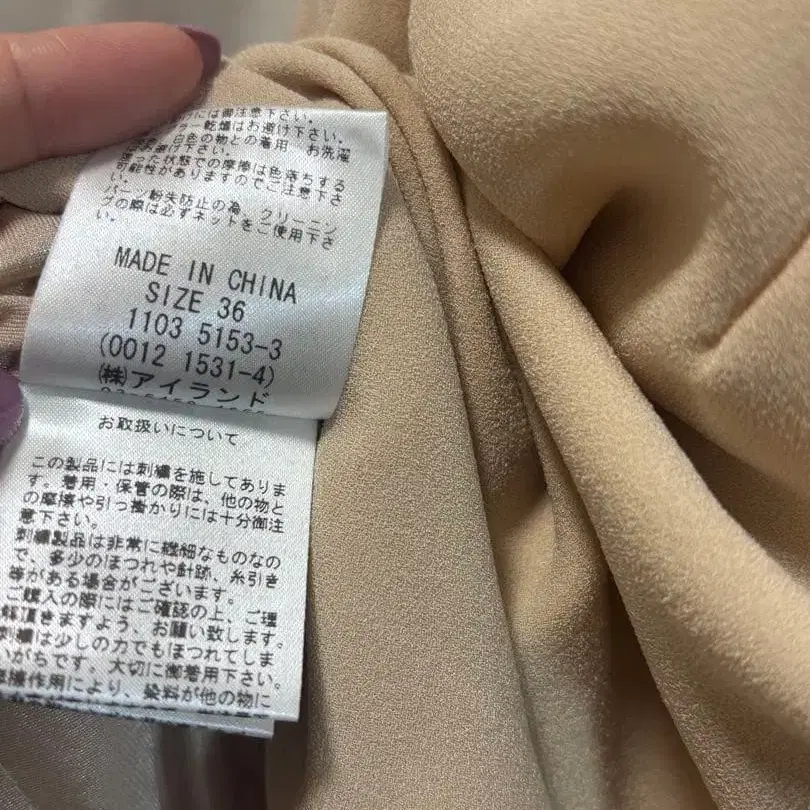 には御注意下さい。
乾燥はお避け下さい。
白色の物との着用 お洗濯
下さい。
った状態での摩擦は色落ちする
可能性がありますのでご注意下さ
い。
パーツ紛失防止の為、クリーニン
グの際は必ずネットをご使用下さ
い。
MADE IN CHINA
SIZE 36
1103 5153-3
(0012 1531-4)
(株)アイランド
お取扱いについて
この製品には刺繍を施してありま
す。着用・保管の際は、他の物と
の摩擦や引っ掛かりには十分御注
意下さい。
刺繍製品は非常に繊細なものなの
で、多少のほつれや針跡、糸引き
等がある場合がございます。
ご購入の際にはご確認の上、ご理
解頂きますよう、お願い致します。
刺繍は少しの力でもほつれてしま
いがちです。大切に御着用下さい。
摩擦作用により、染料が他の物に